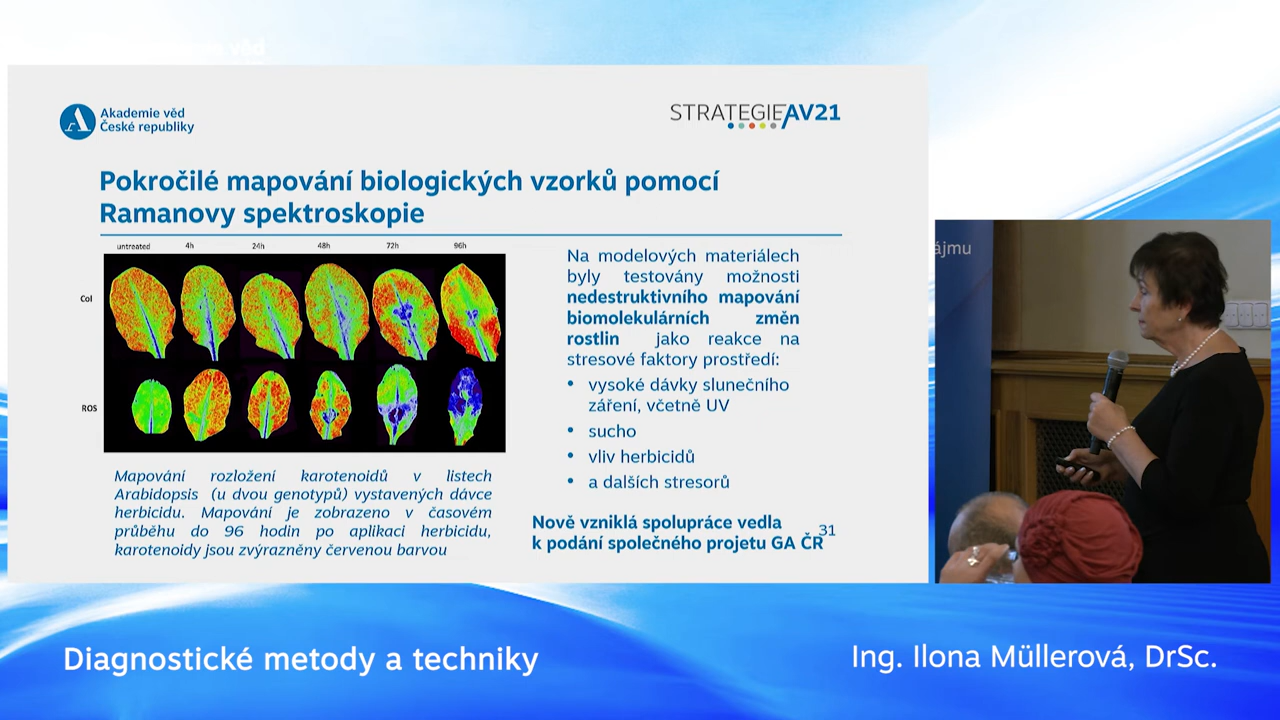 Akademie věd
České republiky
STRATEGIE AV21
Pokročilé mapování biologických vzorků pomocí
Ramanovy spektroskopie
untreated 4h 24h 48h 72h 96h
Col
ROS
Mapování rozložení karotenoidů v listech
Arabidopsis (u dvou genotypů) vystavených dávce
herbicidu. Mapování je zobrazeno v časovém
průběhu do 96 hodin po aplikaci herbicidu,
karotenoidy jsou zvýrazněny červenou barvou
Na modelových materiálech
byly testovány možnosti
nedestruktivního mapování
biomolekulárních změn
rostlin jako reakce na
stresové faktory prostředí:
• vysoké dávky slunečního
záření, včetně UV
• sucho
• vliv herbicidů
• a dalších stresorů
Nově vzniklá spolupráce vedla
k podání společného projektu GA ČR
31
ájmu
Diagnostické metody a techniky
Ing. Ilona Müllerová, DrSc.